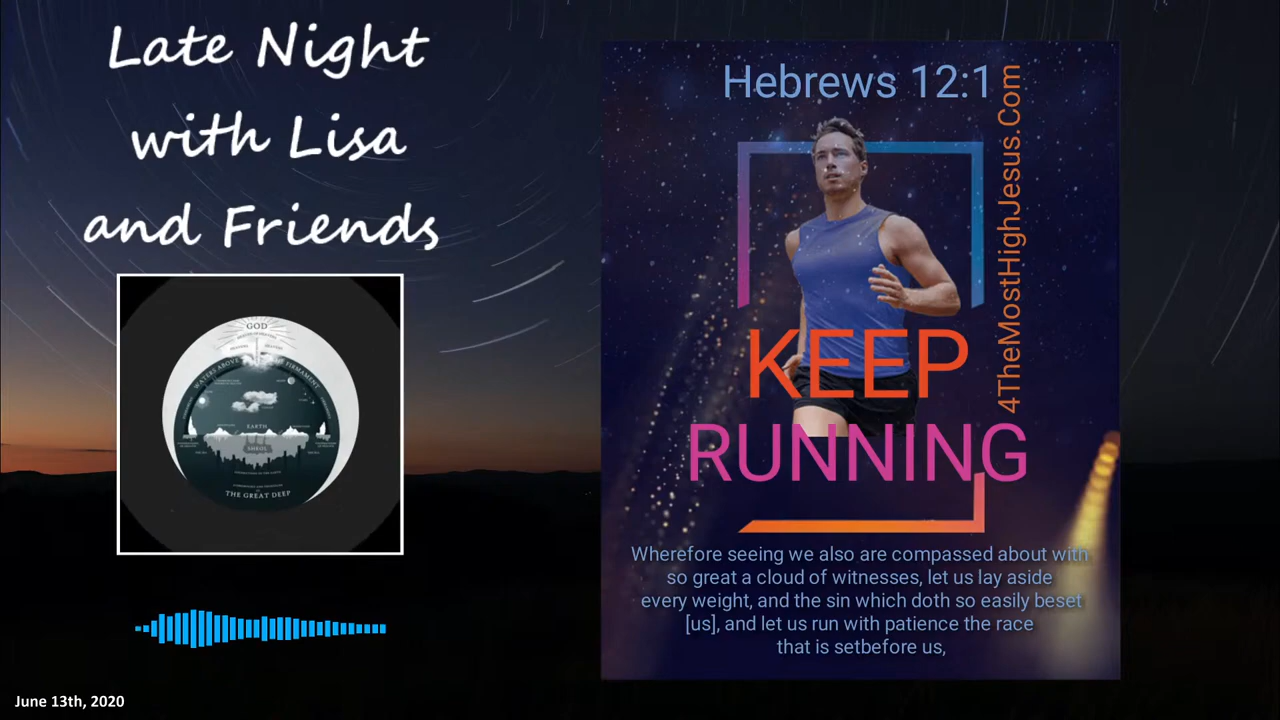 Late Night
with Lisa
and Friends
GOD
WATERS ABOVE FIRMAMENT
EARTH
SHEOL
THE GREAT DEEP
June 13th, 2020
Hebrews 12:1
4TheMostHighJesus.Com
KEEP
RUNNING
Wherefore seeing we also are compassed about with
so great a cloud of witnesses, let us lay aside
every weight, and the sin which doth so easily beset
[us], and let us run with patience the race
that is setbefore us,